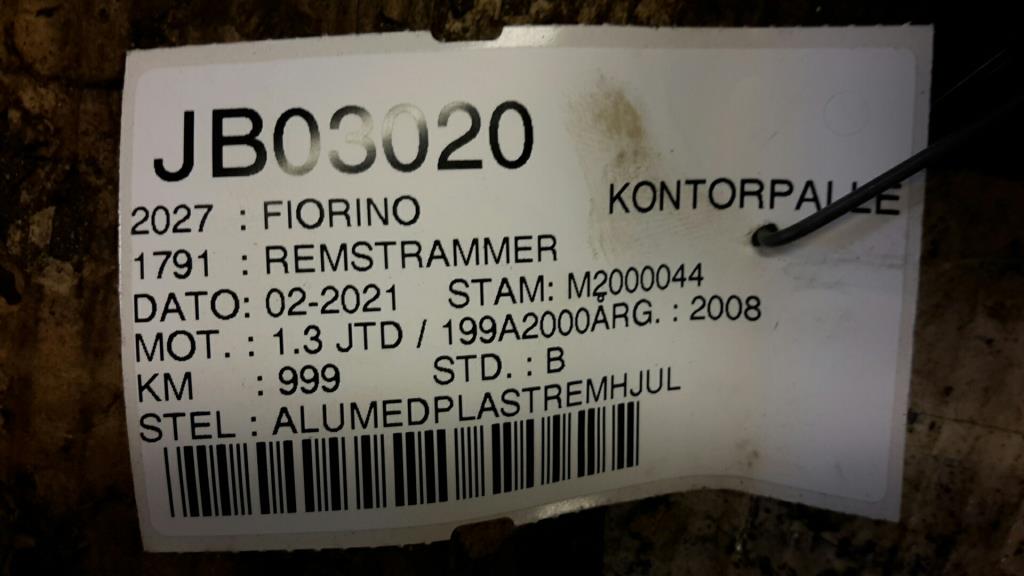 JB03020
KONTORPALLE
2027 : FIORINO
1791 : REMSTRAMMER
DATO: 02-2021 STAM: M2000044
MOT. : 1.3 JTD / 199A2000ÅRG. : 2008
KM : 999 STD. : B
STEL : ALUMEDPLASTREMHJUL